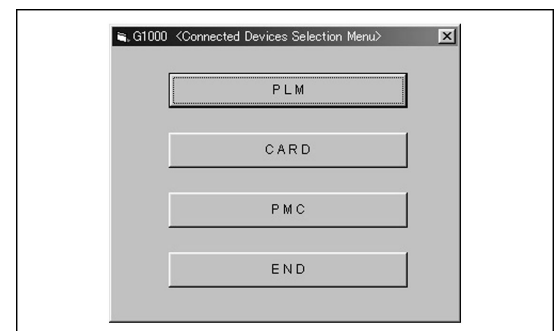 G1000 <Connected Devices Selection Menu>
PLM
CARD
PMC
END